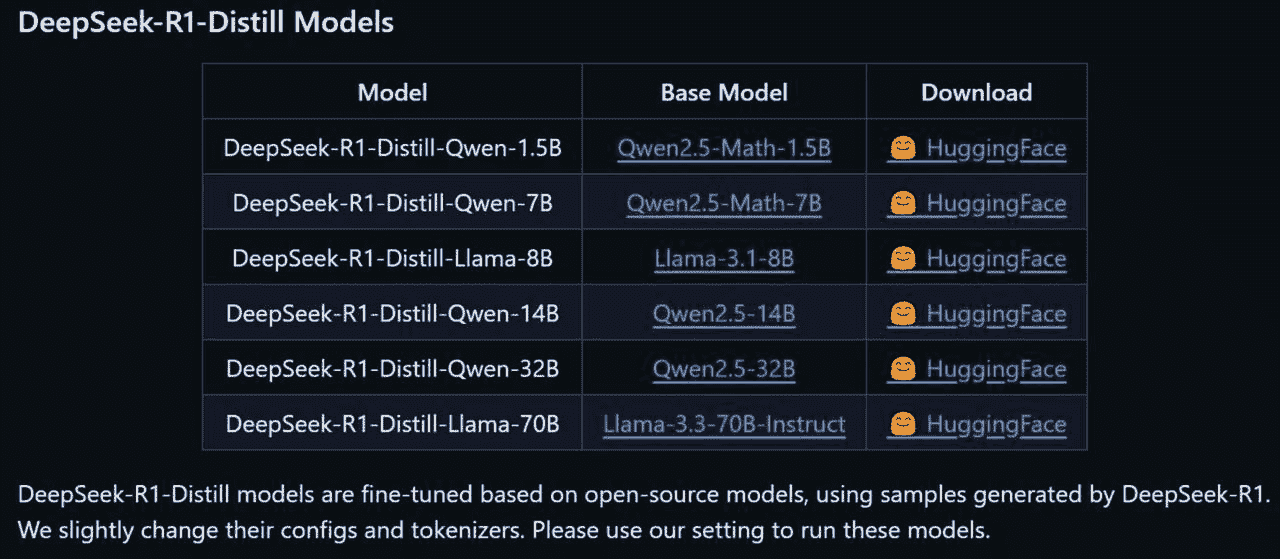 DeepSeek-R1-Distill Models
Model Base Model Download
DeepSeek-R1-Distill-Qwen-1.5B Qwen2.5-Math-1.5B HuggingFace
DeepSeek-R1-Distill-Qwen-7B Qwen2.5-Math-7B HuggingFace
DeepSeek-R1-Distill-Llama-8B Llama-3.1-8B HuggingFace
DeepSeek-R1-Distill-Qwen-14B Qwen2.5-14B HuggingFace
DeepSeek-R1-Distill-Qwen-32B Qwen2.5-32B HuggingFace
DeepSeek-R1-Distill-Llama-70B Llama-3.3-70B-Instruct HuggingFace
DeepSeek-R1-Distill models are fine-tuned based on open-source models, using samples generated by DeepSeek-R1.
We slightly change their configs and tokenizers. Please use our setting to run these models.